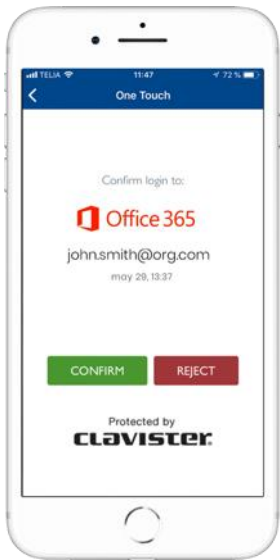 TELIA 11:47 72 %
One Touch
Confirm login to:
Office 365
john.smith@org.com
may 29, 13:37
CONFIRM REJECT
Protected by
CLAVISTER